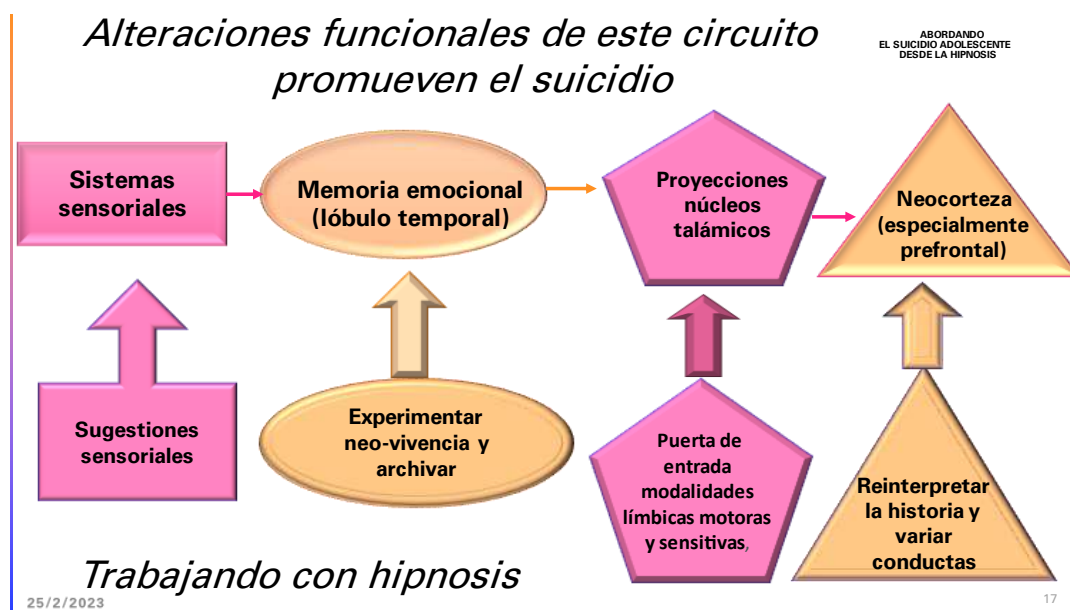 Alteraciones funcionales de este circuito
promueven el suicidio
ABORDANDO
EL SUICIDIO ADOLESCENTE
DESDE LA HIPNOSIS
Sistemas
sensoriales
Memoria emocional
(lóbulo temporal)
Proyecciones
núcleos
talámicos
Neocorteza
(especialmente
prefrontal)
Sugestiones
sensoriales
Experimentar
neo-vivencia y
archivar
Puerta de
entrada
modalidades
límbicas motoras
y sensitivas,
Reinterpretar
la historia y
variar
conductas
Trabajando con hipnosis
25/2/2023
17